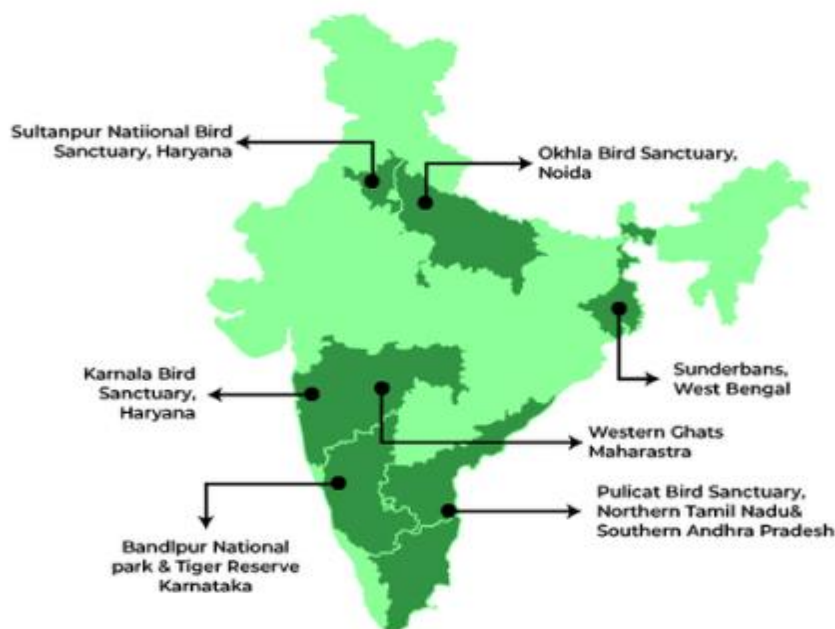 Sultanpur Natiional Bird
Sanctuary, Haryana
Okhla Bird Sanctuary,
Noida
Karnala Bird
Sanctuary,
Haryana
Sunderbans,
West Bengal
Western Ghats
Maharastra
Pulicat Bird Sanctuary,
Northern Tamil Nadu&
Southern Andhra Pradesh
Bandlpur National
park & Tiger Reserve
Karnataka